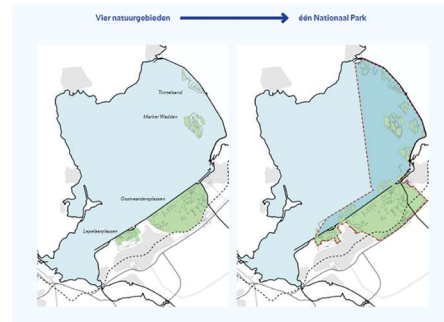 Vier natuurgebieden
één Nationaal Park
Trintelzand
Marker Wadden
Oostvaardersplassen
Lepelaarplassen